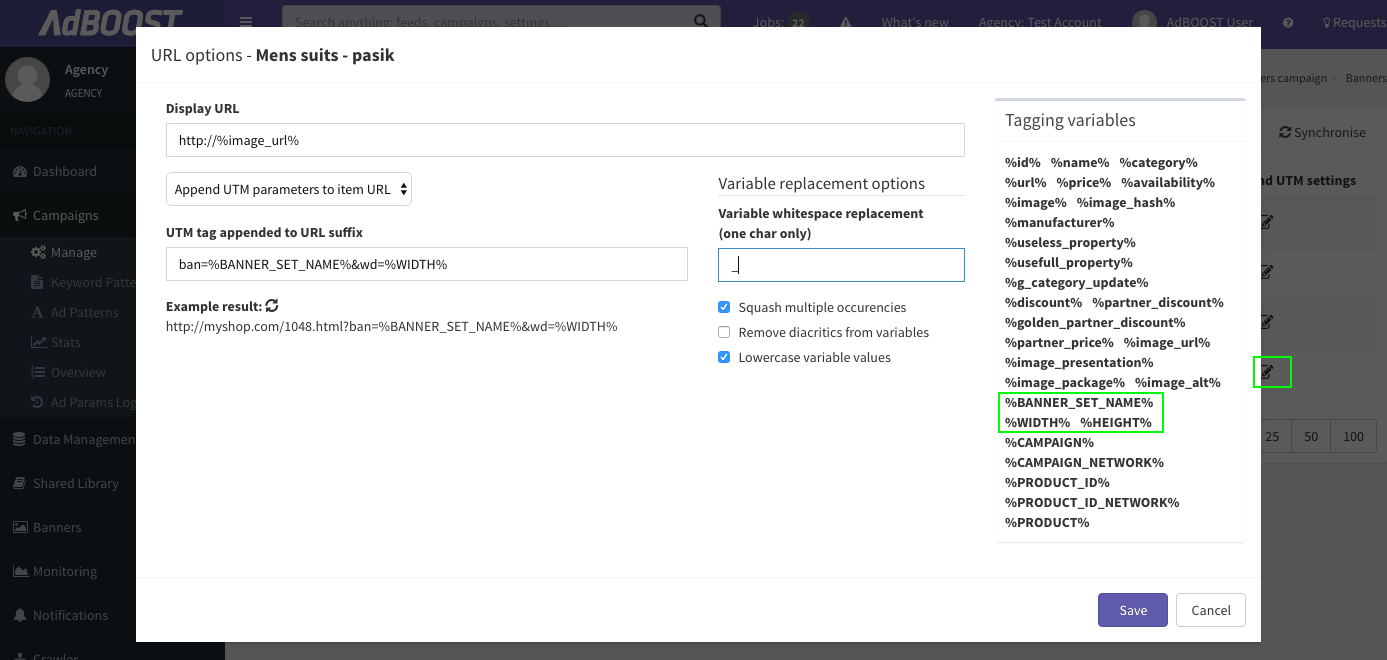 AdBOOST
Search anything: feeds, campaigns, settings, ...
Jobs: 22
What's new
Agency: Test Account
AdBOOST User
Requests
Agency
AGENCY
NAVIGATION
Dashboard
Campaigns
Manage
Keyword Patte
Ad Patterns
Stats
Overview
Ad Params Log
Data Managemen
Shared Library
Banners
Monitoring
Notifications
Crawler
URL options - Mens suits - pasik
Display URL
http://%image_url%
Append UTM parameters to item URL
UTM tag appended to URL suffix
ban=%BANNER_SET_NAME%&wd=%WIDTH%
Example result:
http://myshop.com/1048.html?ban=%BANNER_SET_NAME%&wd=%WIDTH%
Variable replacement options
Variable whitespace replacement
(one char only)
_
Squash multiple occurencies
Remove diacritics from variables
Lowercase variable values
Tagging variables
%id% %name% %category%
%url% %price% %availability%
%image% %image_hash%
%manufacturer%
%useless_property%
%usefull_property%
%g_category_update%
%discount% %partner_discount%
%golden_partner_discount%
%partner_price% %image_url%
%image_presentation%
%image_package% %image_alt%
%BANNER_SET_NAME%
%WIDTH% %HEIGHT%
%CAMPAIGN%
%CAMPAIGN_NETWORK%
%PRODUCT_ID%
%PRODUCT_ID_NETWORK%
%PRODUCT%
Save
Cancel
ers campaign
Banners
Synchronise
nd UTM settings
25 50 100